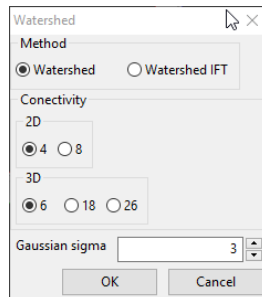 Watershed
Method
Watershed Watershed IFT
Conectivity
2D
4 8
3D
6 18 26
Gaussian sigma 3
OK Cancel